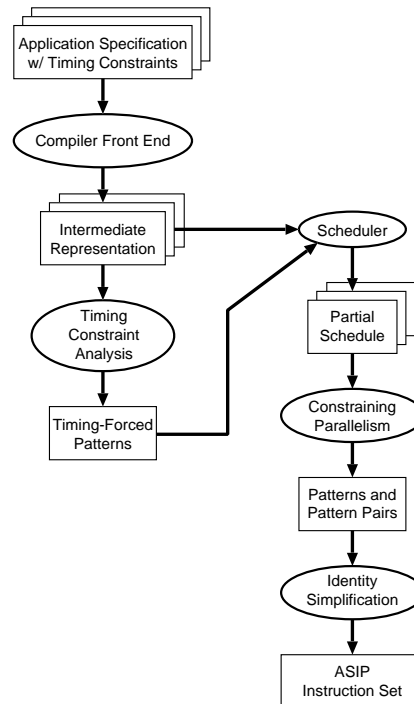 Application Specification
w/ Timing Constraints
Compiler Front End
Intermediate
Representation
Timing
Constraint
Analysis
Timing-Forced
Patterns
Scheduler
Partial
Schedule
Constraining
Parallelism
Patterns and
Pattern Pairs
Identity
Simplification
ASIP
Instruction Set